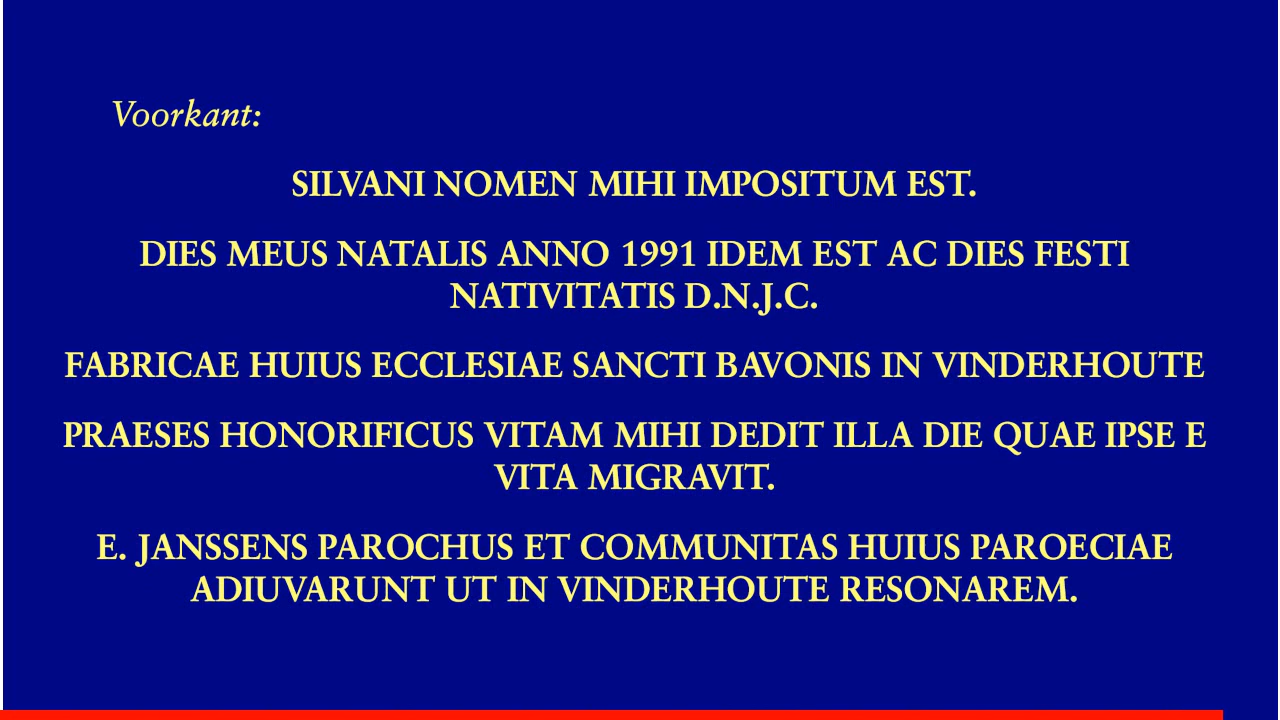 Voorkant:
SILVANI NOMEN MIHI IMPOSITUM EST.
DIES MEUS NATALIS ANNO 1991 IDEM EST AC DIES FESTI
NATIVITATIS D.N.J.C.
FABRICAE HUIUS ECCLESIAE SANCTI BAVONIS IN VINDERHOUTE
PRAESES HONORIFICUS VITAM MIHI DEDIT ILLA DIE QUAE IPSE E
VITA MIGRAVIT.
E. JANSSENS PAROCHUS ET COMMUNITAS HUIUS PAROECIAE
ADIUVARUNT UT IN VINDERHOUTE RESONAREM.